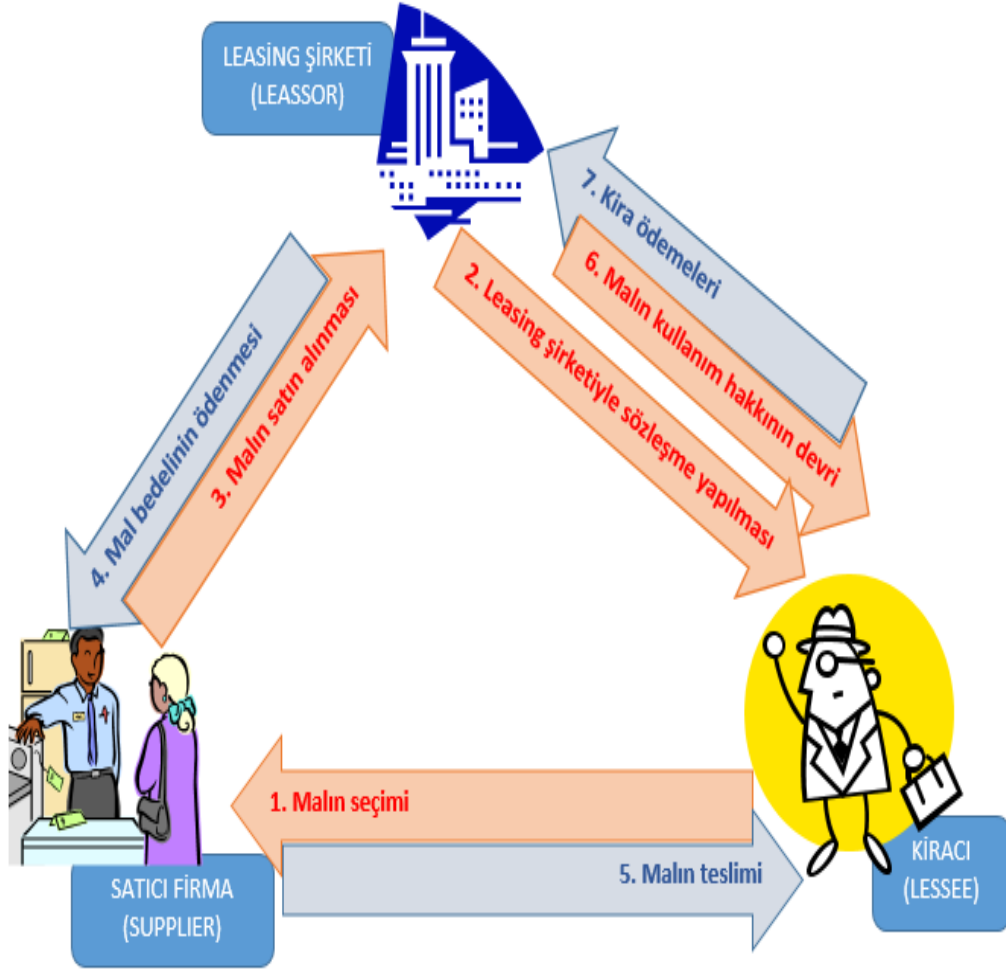 LEASİNG ŞİRKETİ
(LEASSOR)
7. Kira ödemeleri
6. Malın kullanım hakkının devri
2. Leasing şirketiyle sözleşme yapılması
4. Mal bedelinin ödenmesi
3. Malın satın alınması
1. Malın seçimi
5. Malın teslimi
SATICI FİRMA
(SUPPLIER)
KİRACI
(LESSEE)